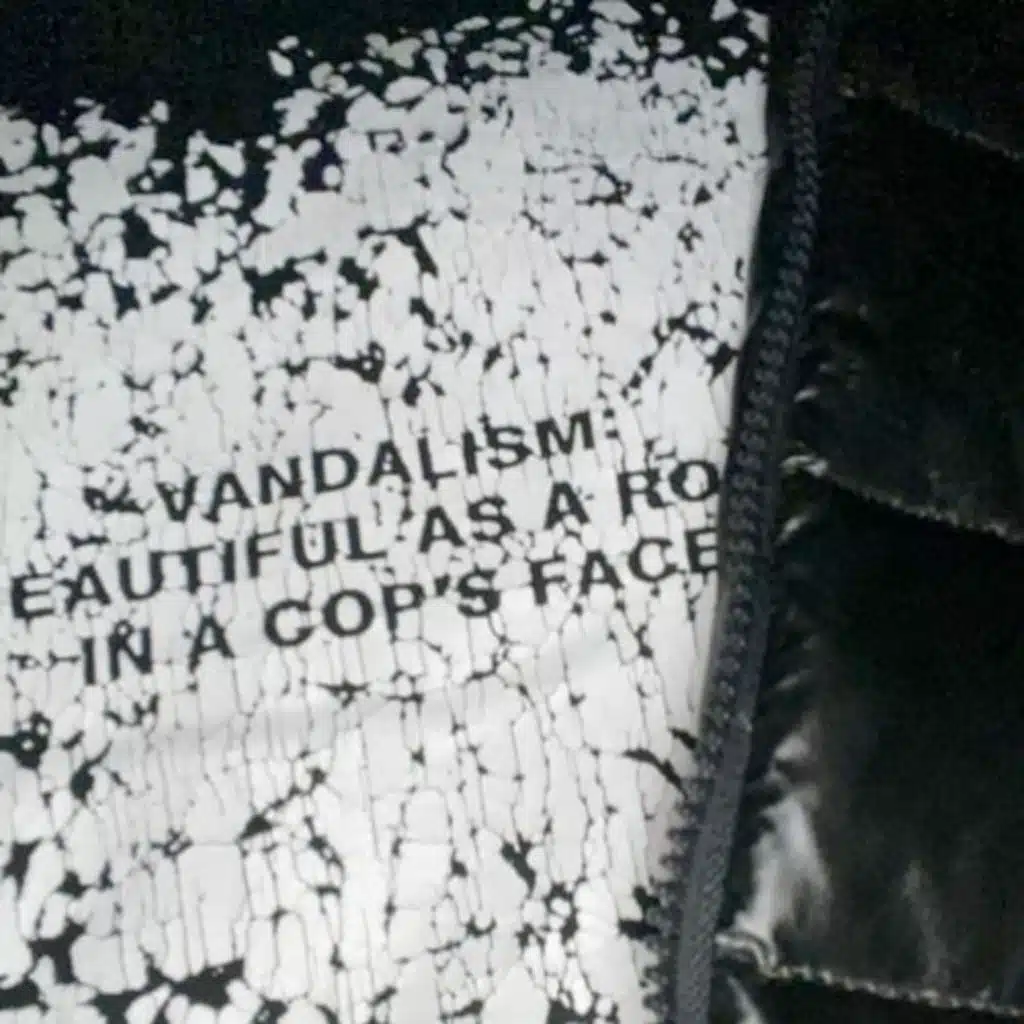 & VANDALISM:
EAUTIFUL AS A RO
IN A COP'S FACE